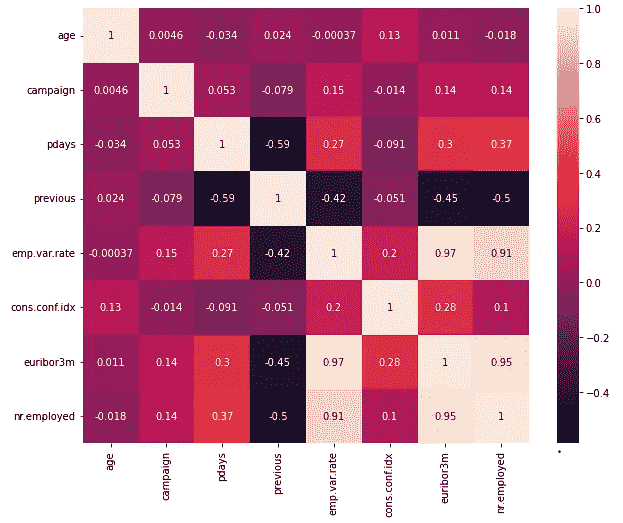 age 1 0.0046 -0.034 0.024 -0.00037 0.13 0.011 -0.018
campaign 0.0046 1 0.053 -0.079 0.15 -0.014 0.14 0.14
pdays -0.034 0.053 1 -0.59 0.27 -0.091 0.3 0.37
previous 0.024 -0.079 -0.59 1 -0.42 -0.051 -0.45 -0.5
emp.var.rate -0.00037 0.15 0.27 -0.42 1 0.2 0.97 0.91
cons.conf.idx 0.13 -0.014 -0.091 -0.051 0.2 1 0.28 0.1
euribor3m 0.011 0.14 0.3 -0.45 0.97 0.28 1 0.95
nr.employed -0.018 0.14 0.37 -0.5 0.91 0.1 0.95 1
age campaign pdays previous emp.var.rate cons.conf.idx euribor3m nr.employed
1.0
0.8
0.6
0.4
0.2
0.0
−0.2
−0.4